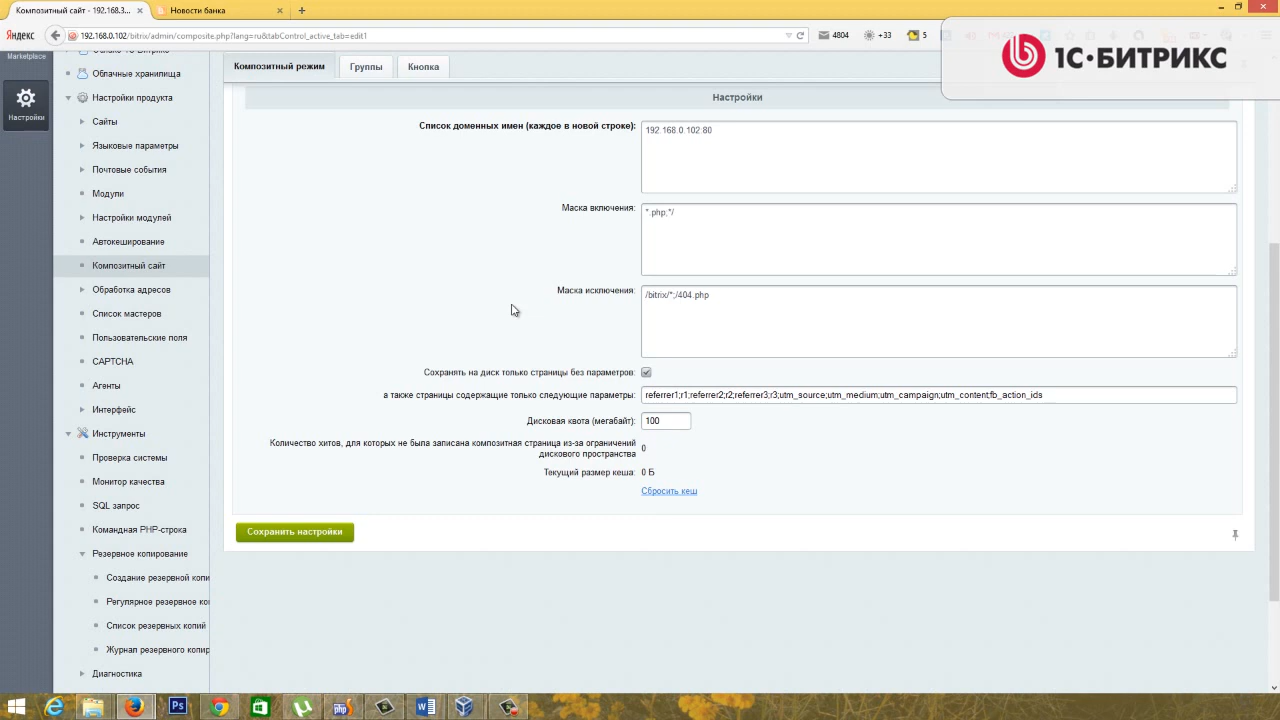 Композитный сайт - 192.168.3...
Новости банка
Яндекс
192.168.0.102/bitrix/admin/composite.php?lang=ru&tabControl_active_tab=edit1
4804
+33
5
1С·БИТРИКС
Marketplace
Настройки
Облачные хранилища
Настройки продукта
Сайты
Языковые параметры
Почтовые события
Модули
Настройки модулей
Автокеширование
Композитный сайт
Обработка адресов
Список мастеров
Пользовательские поля
CAPTCHA
Агенты
Интерфейс
Инструменты
Проверка системы
Монитор качества
SQL запрос
Командная PHP-строка
Резервное копирование
Создание резервной копи
Регулярное резервное ко
Список резервных копий
Журнал резервного копир
Диагностика
Композитный режим
Группы
Кнопка
Настройки
Список доменных имен (каждое в новой строке):
192.168.0.102:80
Маска включения:
*.php;*/
Маска исключения:
/bitrix/*;/404.php
Сохранять на диск только страницы без параметров:
а также страницы содержащие только следующие параметры:
referrer1;r1;referrer2;r2;referrer3;r3;utm_source;utm_medium;utm_campaign;utm_content;fb_action_ids
Дисковая квота (мегабайт):
100
Количество хитов, для которых не была записана композитная страница из-за ограничений
дискового пространства
0
Текущий размер кеша:
0 Б
Сбросить кеш
Сохранить настройки